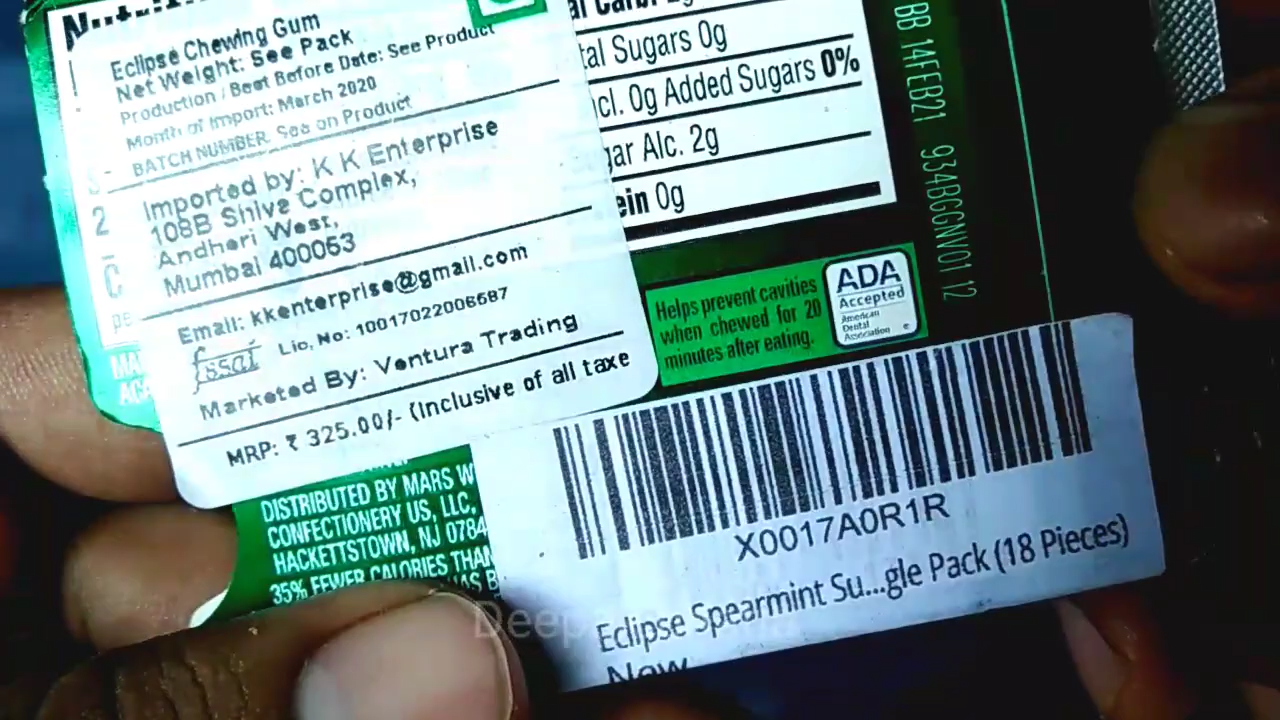 Eclipse Chewing Gum
Net Weight: See Pack
Production / Best Before Date: See Product
Month of Import: March 2020
BATCH NUMBER. See on Product
Imported by: K K Enterprise
108B Shiva Complex,
Andheri West,
Mumbai 400053
Email: kkenterprise@gmail.com
fssai Lic. No: 10017022006687
Marketed By: Ventura Trading
MRP: ₹ 325.00/- (Inclusive of all taxe
tal Sugars 0g
ncl. 0g Added Sugars 0%
gar Alc. 2g
ein 0g
BB 14FEB21 934BGGNV01 12
Helps prevent cavities
when chewed for 20
minutes after eating.
ADA
Accepted
American
Dental
Association
DISTRIBUTED BY MARS W
CONFECTIONERY US, LLC,
HACKETTSTOWN, NJ 0784
35% FEWER CALORIES THAN
X0017A0R1R
Eclipse Spearmint Su...gle Pack (18 Pieces)
New